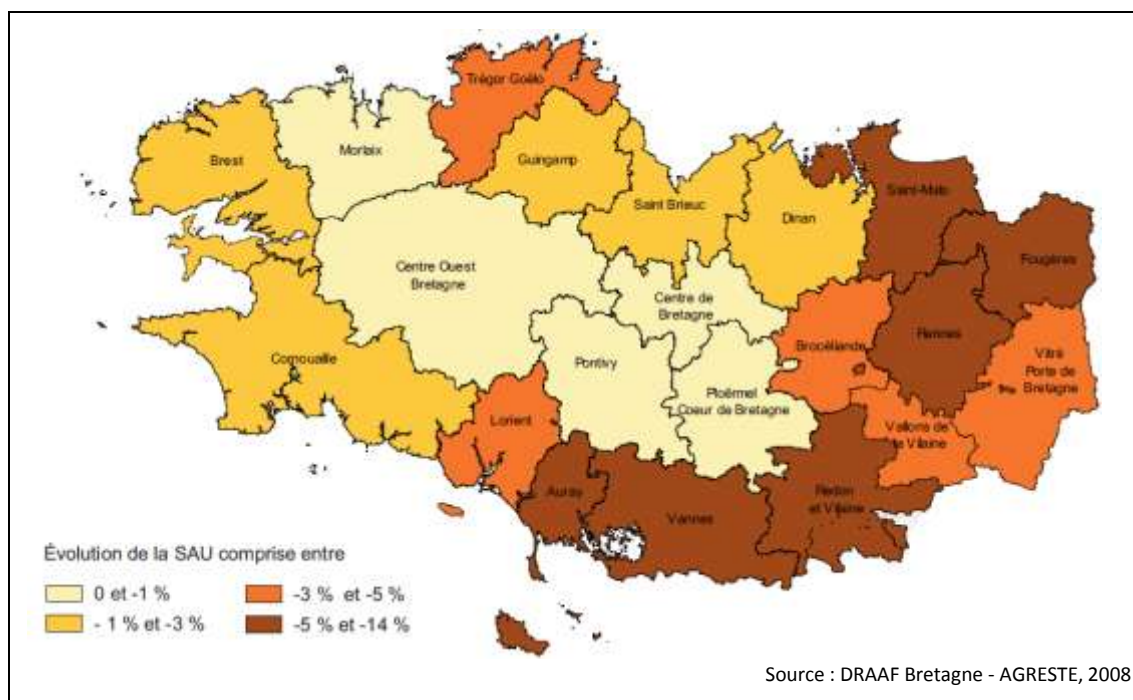 Trégor Goëlo
Morlaix
Guingamp
Brest
Saint Brieuc
Dinan
Saint-Malo
Fougères
Centre Ouest
Bretagne
Centre de
Bretagne
Rennes
Brocéliande
Vitré
Porte de
Bretagne
Cornouaille
Pontivy
Ploërmel
Coeur de Bretagne
Lorient
Vallons de
la Vilaine
Auray
Vannes
Redon
et Vilaine
Évolution de la SAU comprise entre
0 et -1 %
-3 % et -5 %
- 1 % et -3 %
-5 % et -14 %
Source : DRAAF Bretagne - AGRESTE, 2008